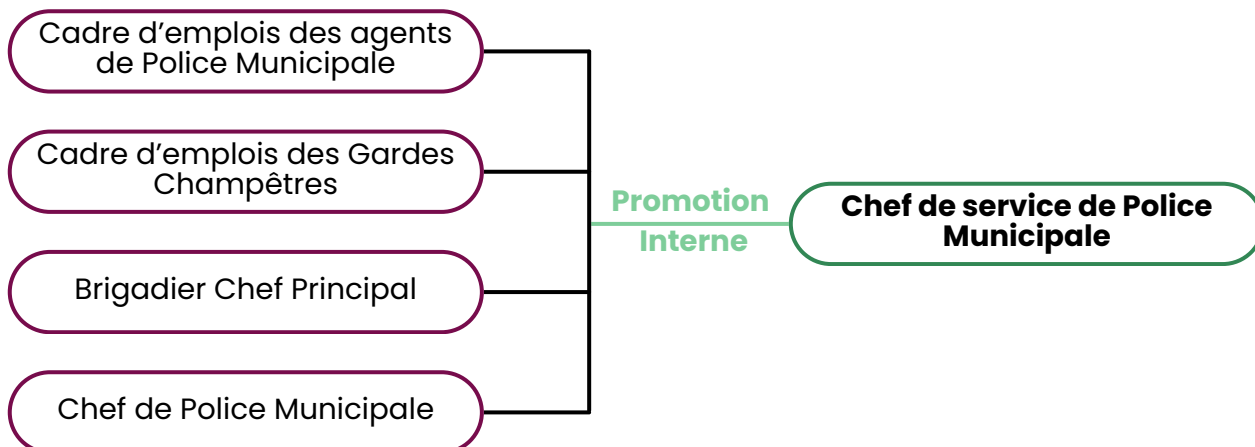 Cadre d’emplois des agents
de Police Municipale
Cadre d’emplois des Gardes
Champêtres
Brigadier Chef Principal
Chef de Police Municipale
Promotion
Interne
Chef de service de Police
Municipale